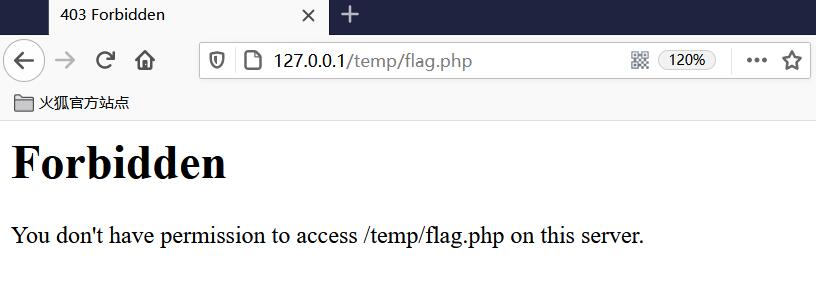 403 Forbidden
127.0.0.1/temp/flag.php
120%
火狐官方站点
Forbidden
You don't have permission to access /temp/flag.php on this server.